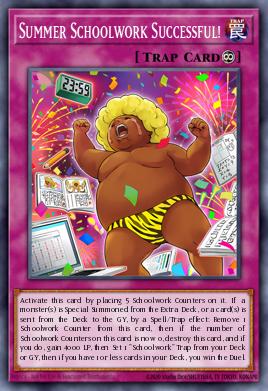 SUMMER SCHOOLWORK SUCCESSFUL!
TRAP
[TRAP CARD]
23:59
Activate this card by placing 5 Schoolwork Counters on it. If a
monster(s) is Special Summoned from the Extra Deck, or a card(s) is
sent from the Deck to the GY, by a Spell/Trap effect: Remove 1
Schoolwork Counter from this card, then if the number of
Schoolwork Counters on this card is now 0, destroy this card, and if
you do, gain 4000 LP, then Set 1 "Schoolwork" Trap from your Deck
or GY, then if you have 1 or less cards in your Deck, you win the Duel.